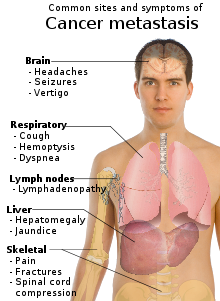 Common sites and symptoms of
Cancer metastasis
Brain
- Headaches
- Seizures
- Vertigo
Respiratory
- Cough
- Hemoptysis
- Dyspnea
Lymph nodes
- Lymphadenopathy
Liver
- Hepatomegaly
- Jaundice
Skeletal
- Pain
- Fractures
- Spinal cord
compression